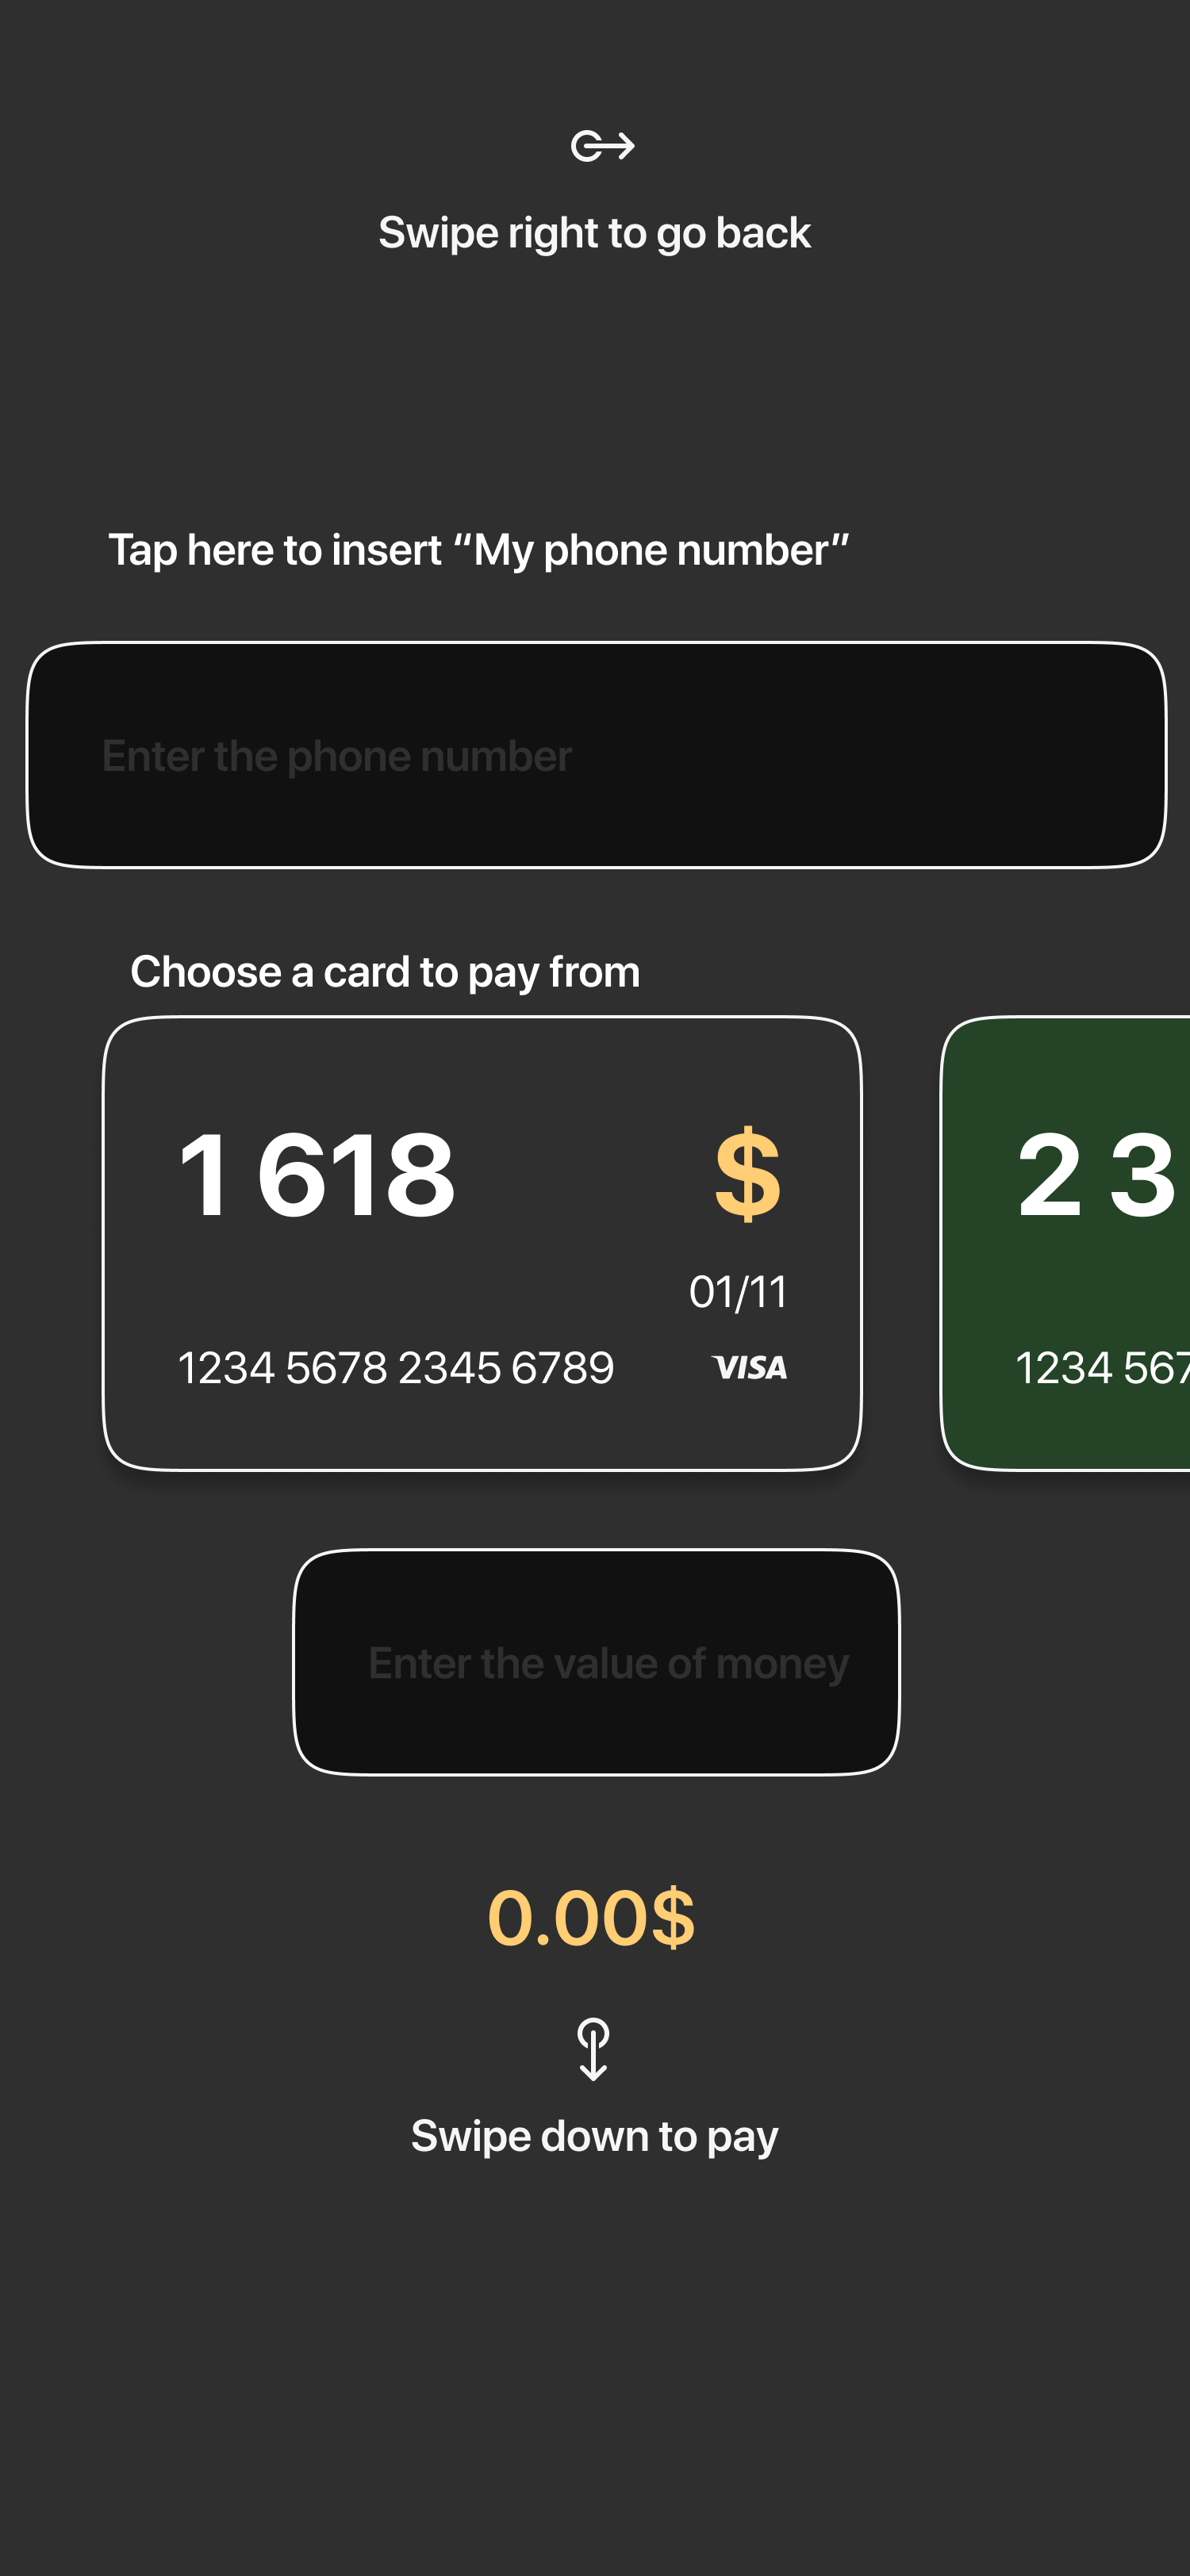 Swipe right to go back
Tap here to insert “My phone number”
Enter the phone number
Choose a card to pay from
1 618 $
01/11
1234 5678 2345 6789 VISA
2 3
1234 567
Enter the value of money
0.00$
Swipe down to pay